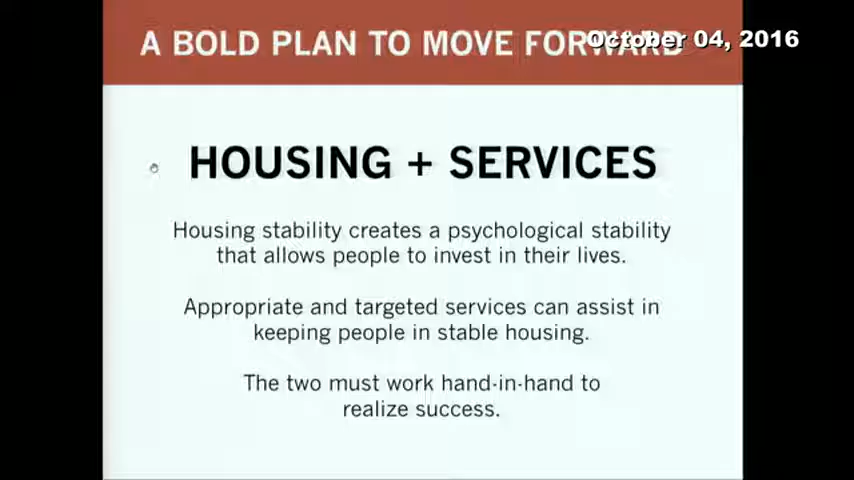 A BOLD PLAN TO MOVE FORWARD
October 04, 2016
HOUSING + SERVICES
Housing stability creates a psychological stability
that allows people to invest in their lives.
Appropriate and targeted services can assist in
keeping people in stable housing.
The two must work hand-in-hand to
realize success.